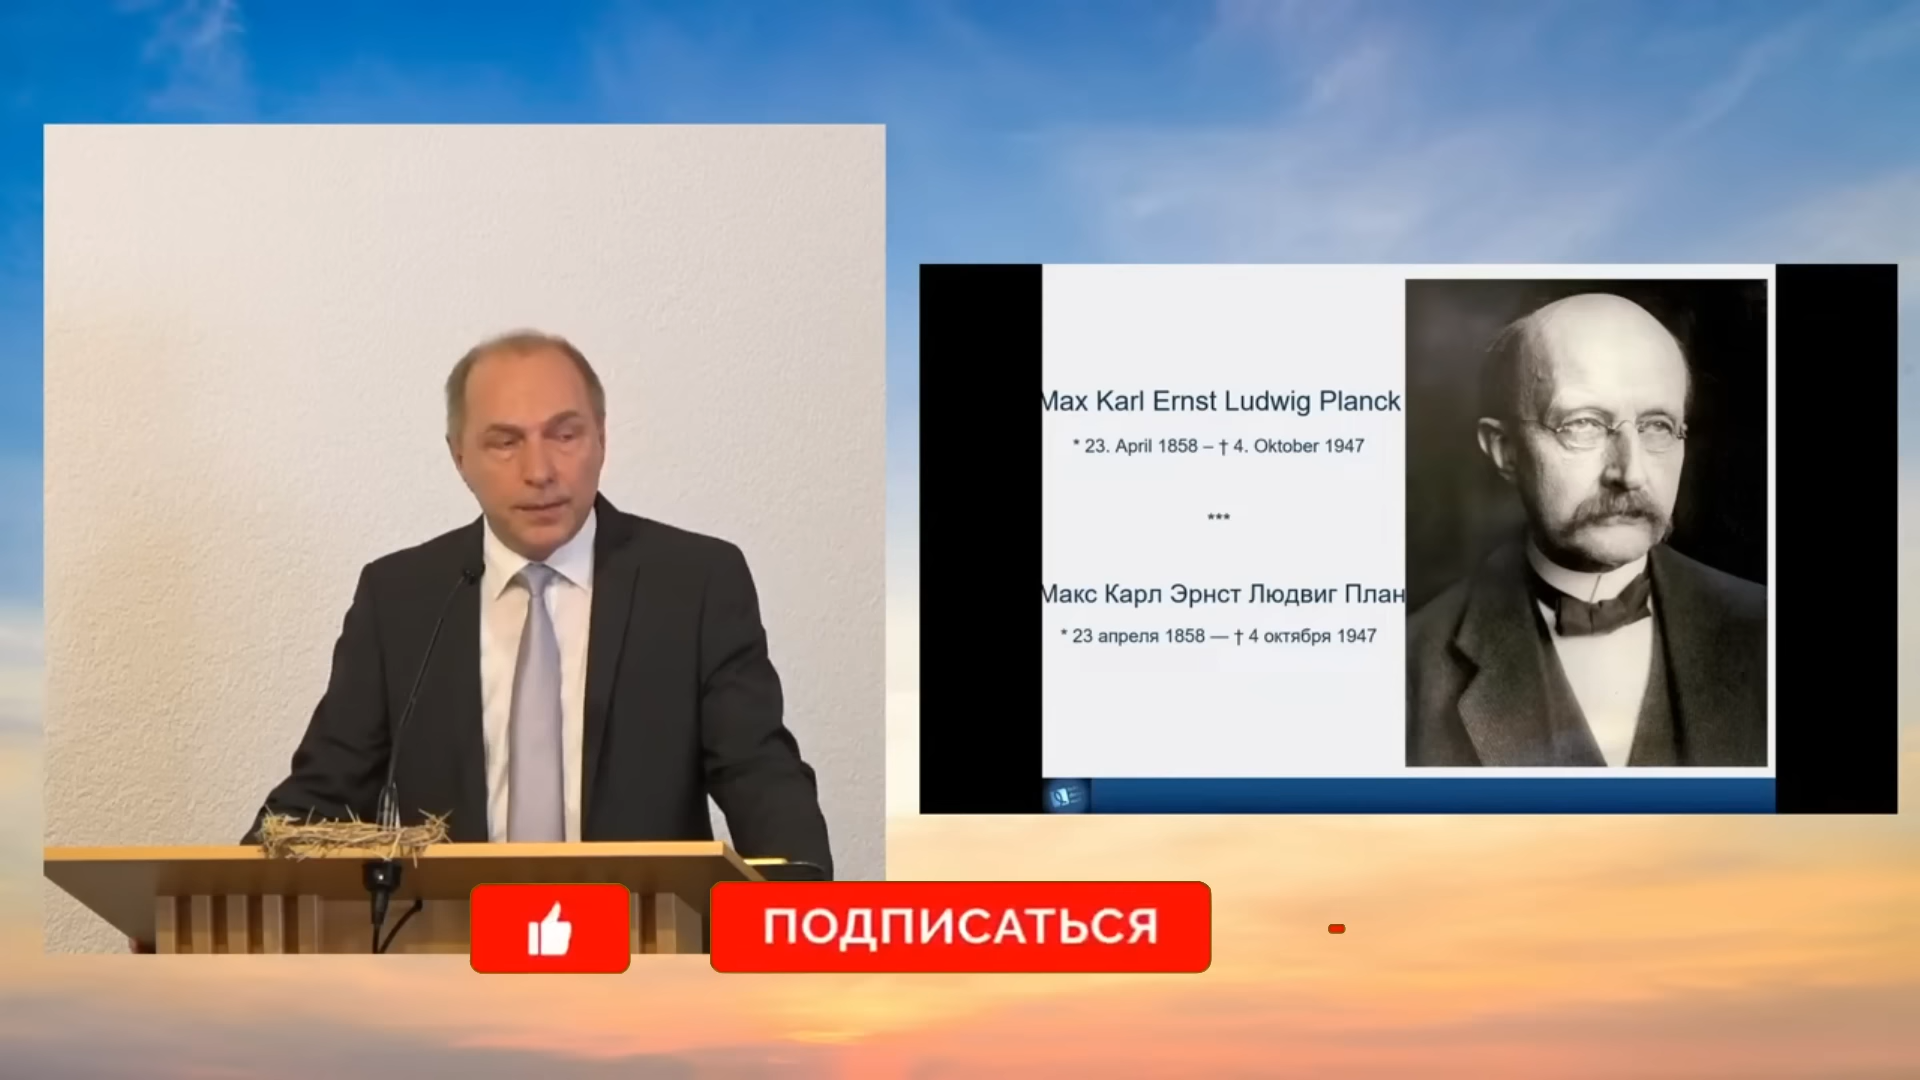 Max Karl Ernst Ludwig Planck
* 23. April 1858 – † 4. Oktober 1947
***
Макс Карл Эрнст Людвиг План
* 23 апреля 1858 — † 4 октября 1947
ПОДПИСАТЬСЯ